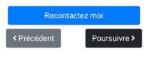 Recontactez moi
< Précédent
Poursuivre >